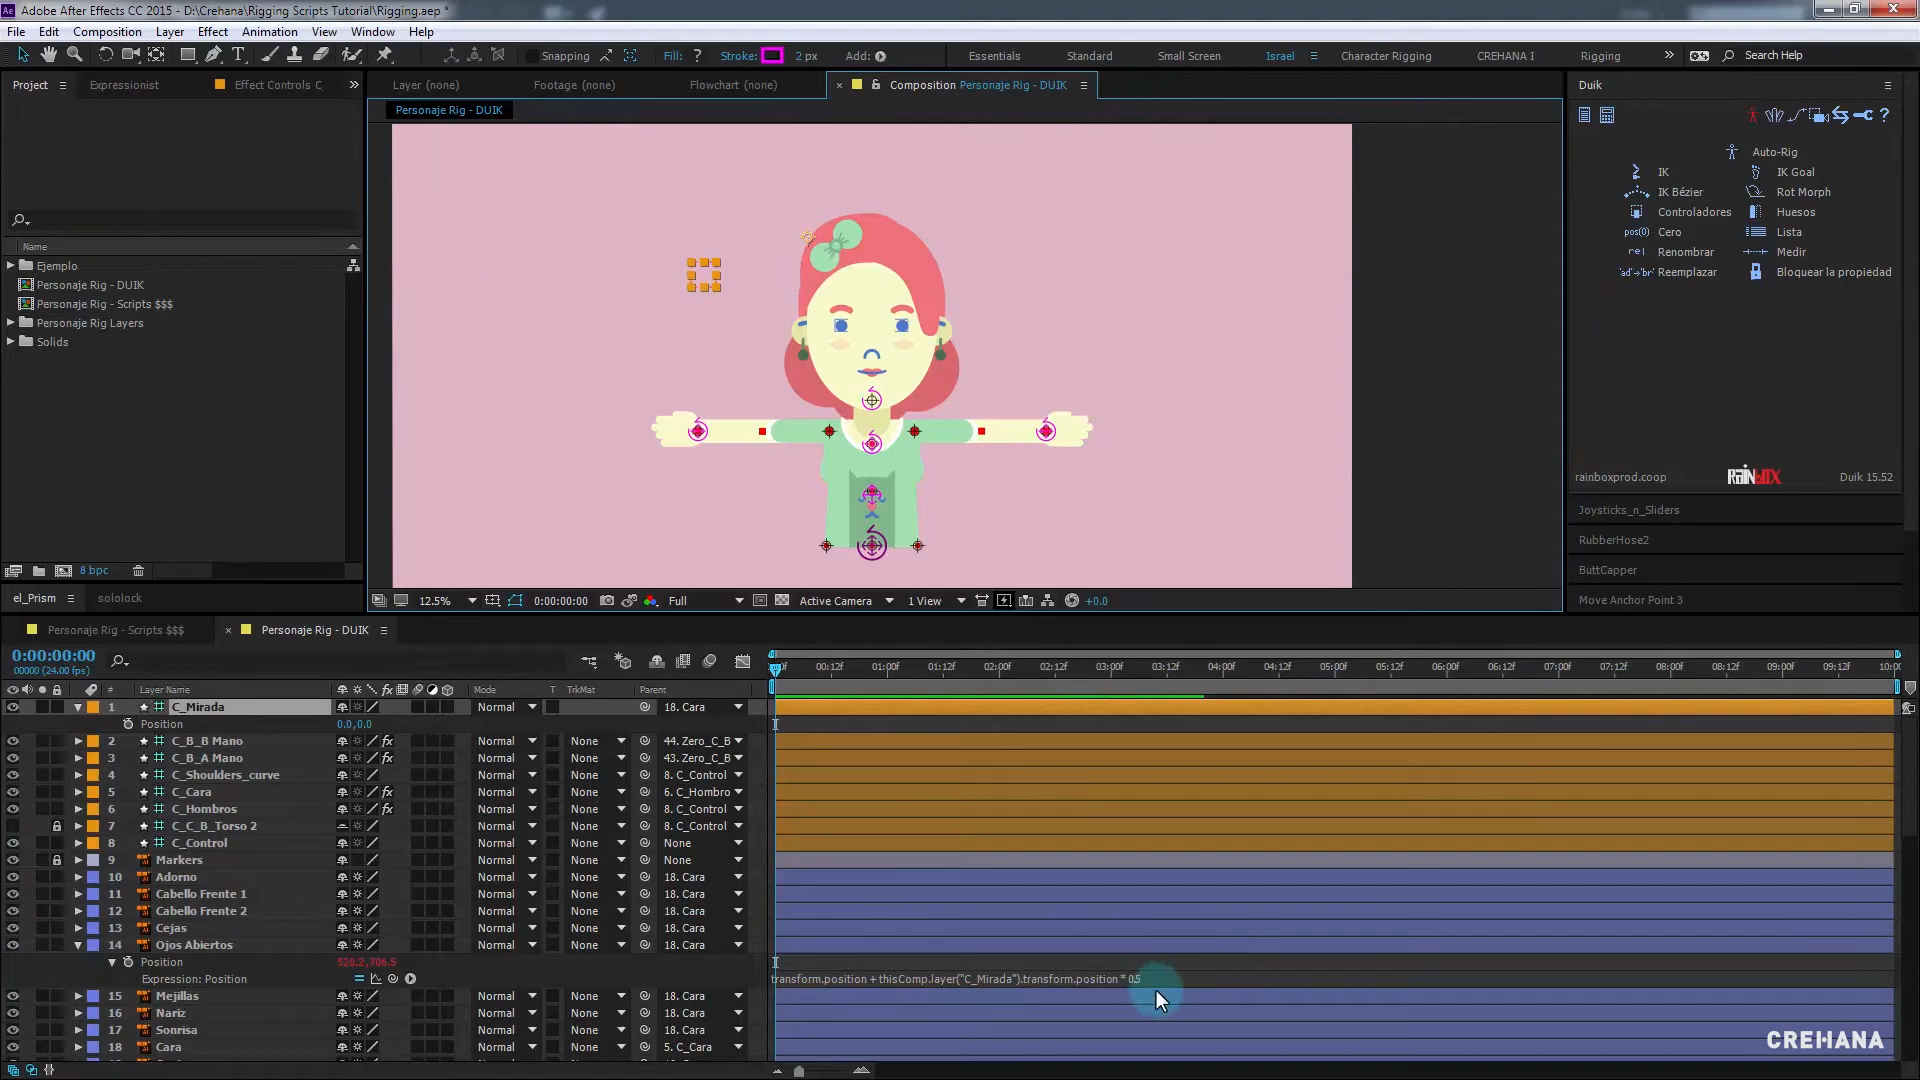 Adobe After Effects CC 2015 - D:\Crehana\Rigging Scripts Tutorial\Rigging.aep *
File Edit Composition Layer Effect Animation View Window Help
Snapping Fill: ? Stroke: 2 px Add: Essentials Standard Small Screen Israel Character Rigging CREHANA I Rigging Search Help
Project Expressionist Effect Controls C
Layer (none) Footage (none) Flowchart (none) Composition Personaje Rig - DUIK
Duik
Personaje Rig - DUIK
Auto-Rig
IK IK Goal
IK Bézier Rot Morph
Controladores Huesos
pos(0) Cero Lista
rel Renombrar Medir
'ad'→'br' Reemplazar Bloquear la propiedad
Name
Ejemplo
Personaje Rig - DUIK
Personaje Rig - Scripts $$$
Personaje Rig Layers
Solids
rainboxprod.coop RAINBOX Duik 15.52
Joysticks_n_Sliders
RubberHose2
ButtCapper
Move Anchor Point 3
8 bpc
el_Prism sololock
12.5% 0:00:00:00 Full Active Camera 1 View +0.0
Personaje Rig - Scripts $$$ Personaje Rig - DUIK
0:00:00:00
00000 (24.00 fps)
00:12f 01:00f 01:12f 02:00f 02:12f 03:00f 03:12f 04:00f 04:12f 05:00f 05:12f 06:00f 06:12f 07:00f 07:12f 08:00f 08:12f 09:00f 09:12f
# Layer Name Mode T TrkMat Parent
1 C_Mirada Normal 18. Cara
Position 0.0,0.0
2 C_B_B Mano Normal None 44. Zero_C_B
3 C_B_A Mano Normal None 43. Zero_C_B
4 C_Shoulders_curve Normal None 8. C_Control
5 C_Cara Normal None 6. C_Hombro
6 C_Hombros Normal None 8. C_Control
7 C_C_B_Torso 2 Normal None 8. C_Control
8 C_Control Normal None None
9 Markers Normal None None
10 Adorno Normal None 18. Cara
11 Cabello Frente 1 Normal None 18. Cara
12 Cabello Frente 2 Normal None 18. Cara
13 Cejas Normal None 18. Cara
14 Ojos Abiertos Normal None 18. Cara
Position 520.2,706.5
Expression: Position transform.position + thisComp.layer("C_Mirada").transform.position * 0.5
15 Mejillas Normal None 18. Cara
16 Nariz Normal None 18. Cara
17 Sonrisa Normal None 18. Cara
18 Cara Normal None 5. C_Cara
CREHANA